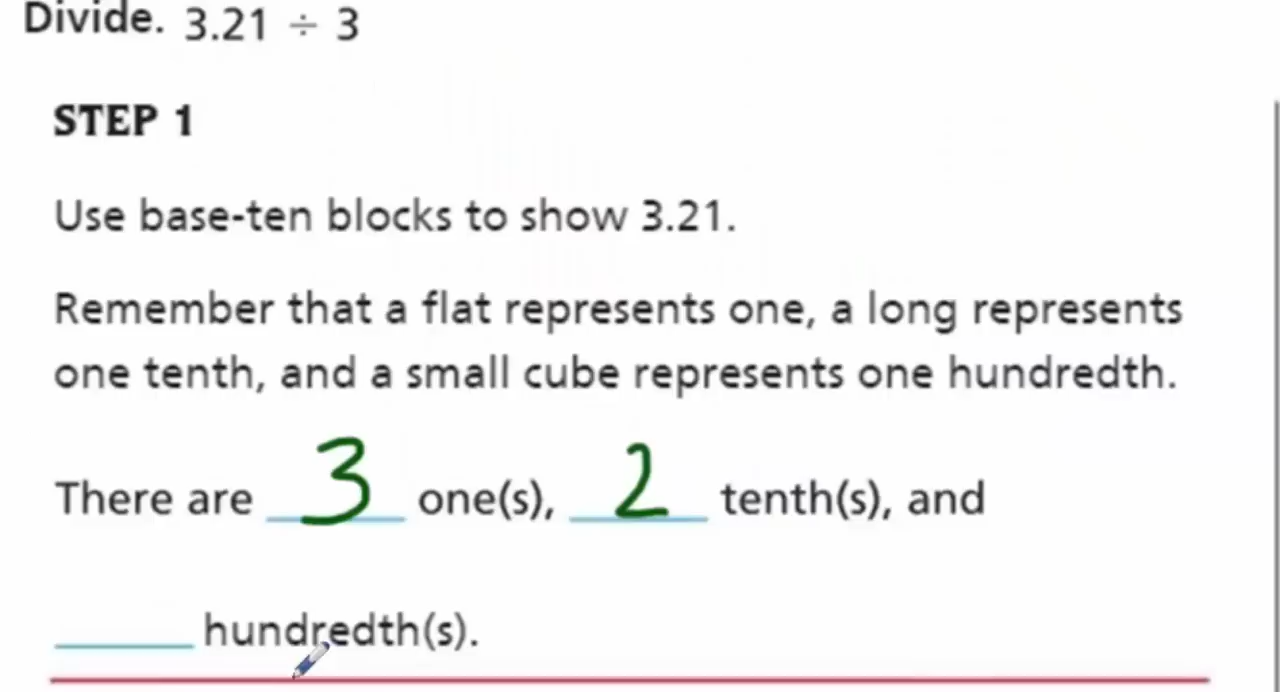 Divide. 3.21 ÷ 3
STEP 1
Use base-ten blocks to show 3.21.
Remember that a flat represents one, a long represents
one tenth, and a small cube represents one hundredth.
There are 3 one(s), 2 tenth(s), and
______ hundredth(s).